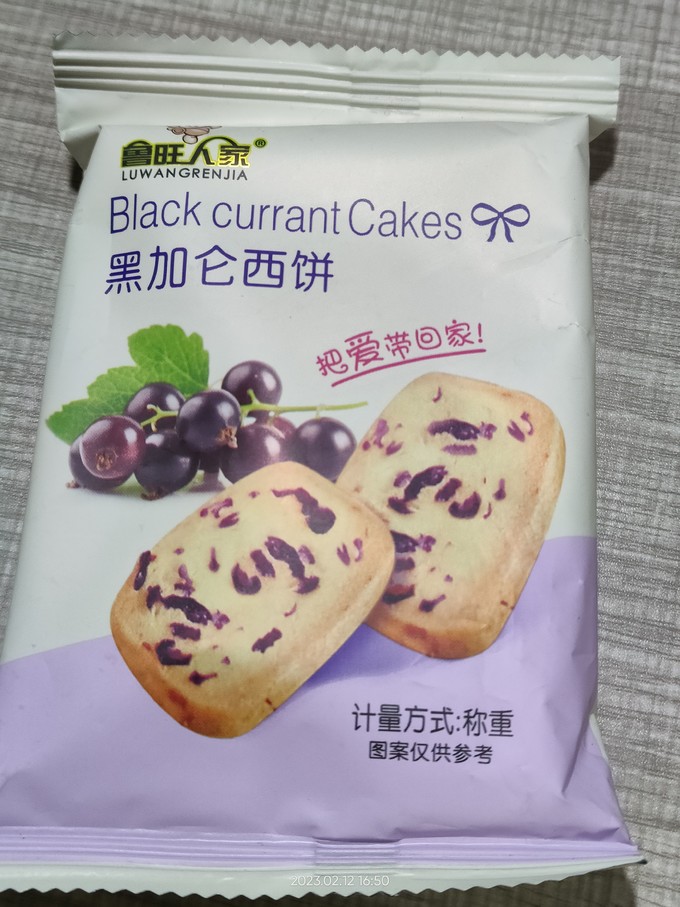 鲁旺人家®
LUWANGRENJIA
Black currant Cakes
黑加仑西饼
把爱带回家!
计量方式:称重
图案仅供参考
2023.02.12 16:50